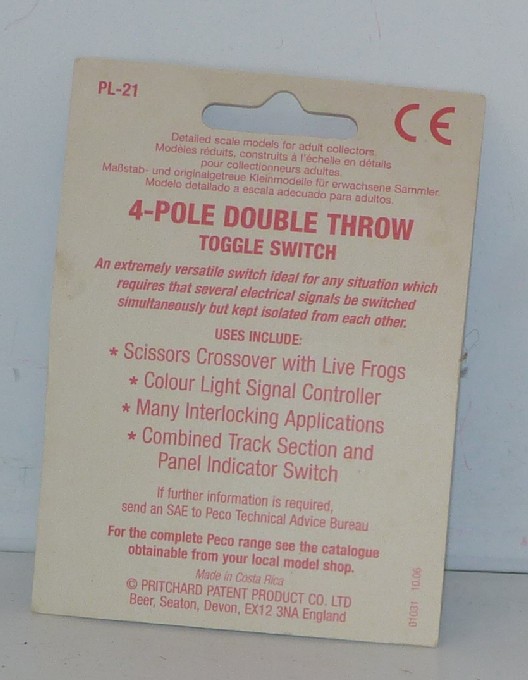 PL-21
CE
Detailed scale models for adult collectors.
Modeles réduits, construits à l'échelle en détails
pour collectionneurs adultes.
Maßstab- und originalgetreue Kleinmodelle für erwachsene Sammler.
Modelo detallado a escala adecuado para adultos.
4-POLE DOUBLE THROW
TOGGLE SWITCH
An extremely versatile switch ideal for any situation which
requires that several electrical signals be switched
simultaneously but kept isolated from each other.
USES INCLUDE:
* Scissors Crossover with Live Frogs
* Colour Light Signal Controller
* Many Interlocking Applications
* Combined Track Section and
Panel Indicator Switch
If further information is required,
send an SAE to Peco Technical Advice Bureau
For the complete Peco range see the catalogue
obtainable from your local model shop.
Made in Costa Rica
© PRITCHARD PATENT PRODUCT CO. LTD
Beer, Seaton, Devon, EX12 3NA England
01031 10.06